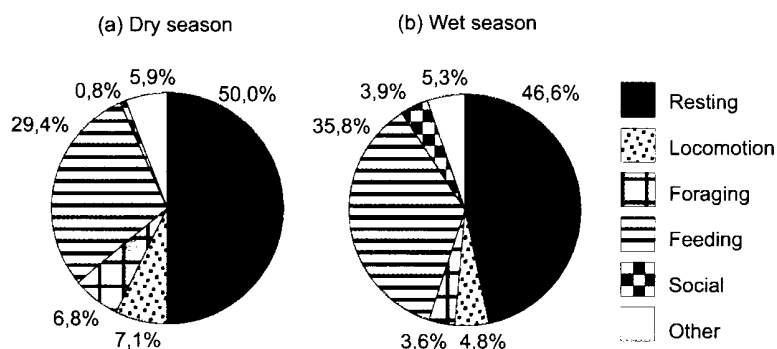 (a) Dry season
(b) Wet season
5,9%
0,8%
50,0%
29,4%
6,8%
7,1%
5,3%
3,9%
46,6%
35,8%
3,6%
4,8%
Resting
Locomotion
Foraging
Feeding
Social
Other